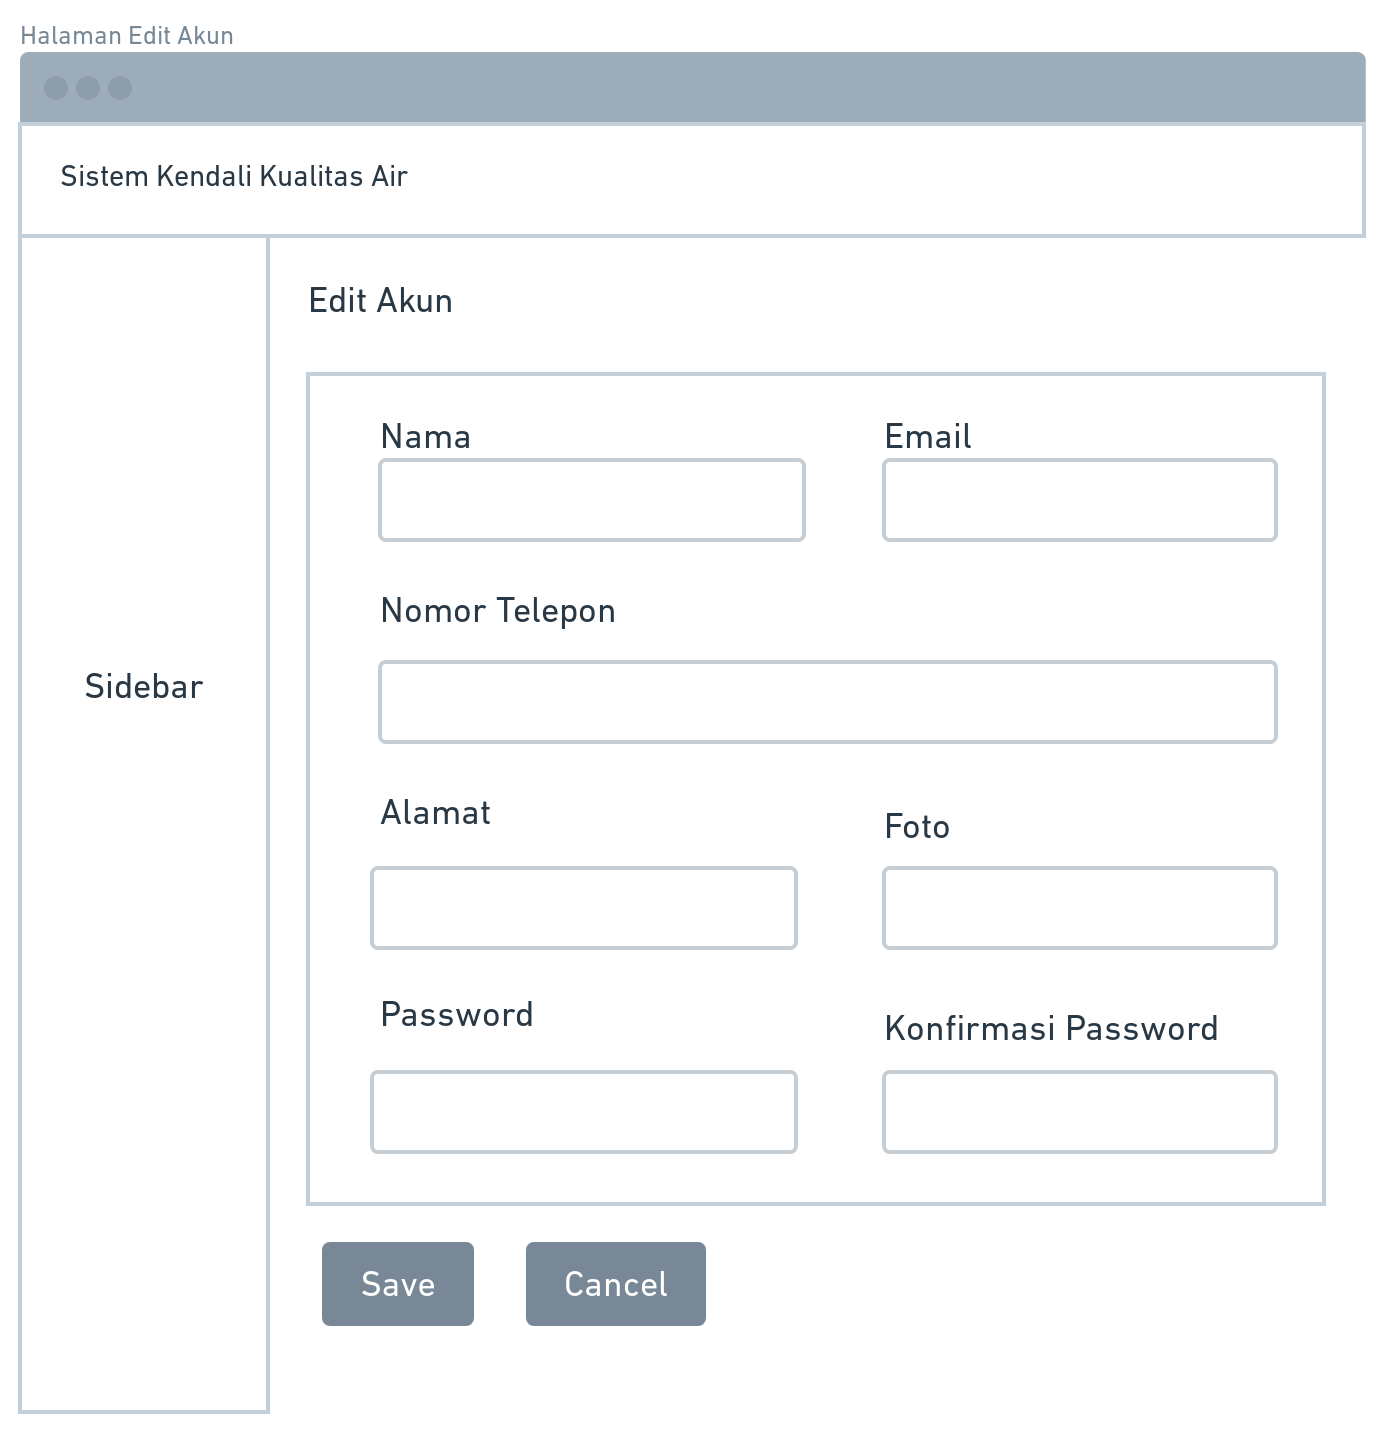 Halaman Edit Akun
Sistem Kendali Kualitas Air
Sidebar
Edit Akun
Nama
Email
Nomor Telepon
Alamat
Foto
Password
Konfirmasi Password
Save
Cancel